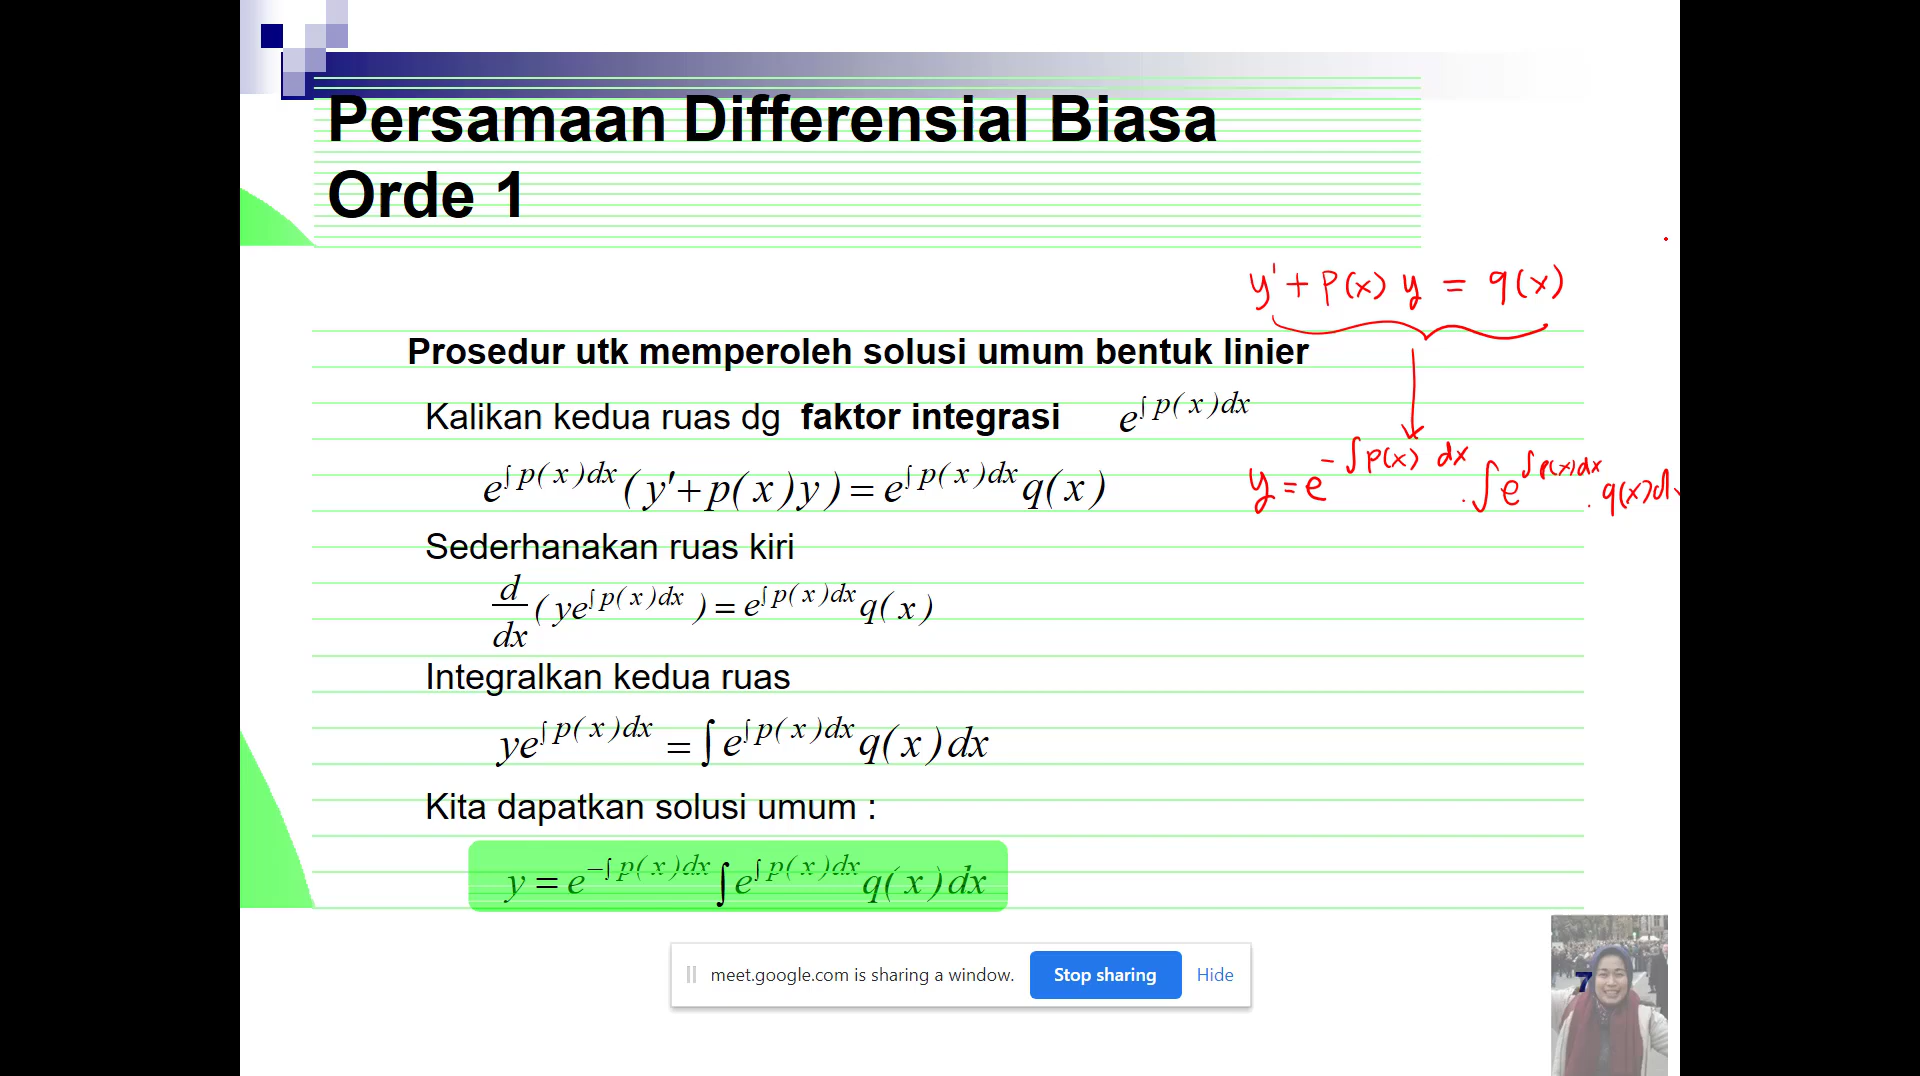 Persamaan Differensial Biasa
Orde 1
y' + p(x) y = q(x)
Prosedur utk memperoleh solusi umum bentuk linier
Kalikan kedua ruas dg faktor integrasi e^{∫p(x)dx}
e^{∫p(x)dx}(y'+p(x)y)=e^{∫p(x)dx}q(x)
y = e^{-∫p(x) dx} . ∫e^{∫p(x)dx} . q(x)dx
Sederhanakan ruas kiri
d/dx(ye^{∫p(x)dx})=e^{∫p(x)dx}q(x)
Integralkan kedua ruas
ye^{∫p(x)dx} = ∫e^{∫p(x)dx}q(x)dx
Kita dapatkan solusi umum :
y = e^{-∫p(x)dx}∫e^{∫p(x)dx}q(x)dx
meet.google.com is sharing a window. Stop sharing Hide
7